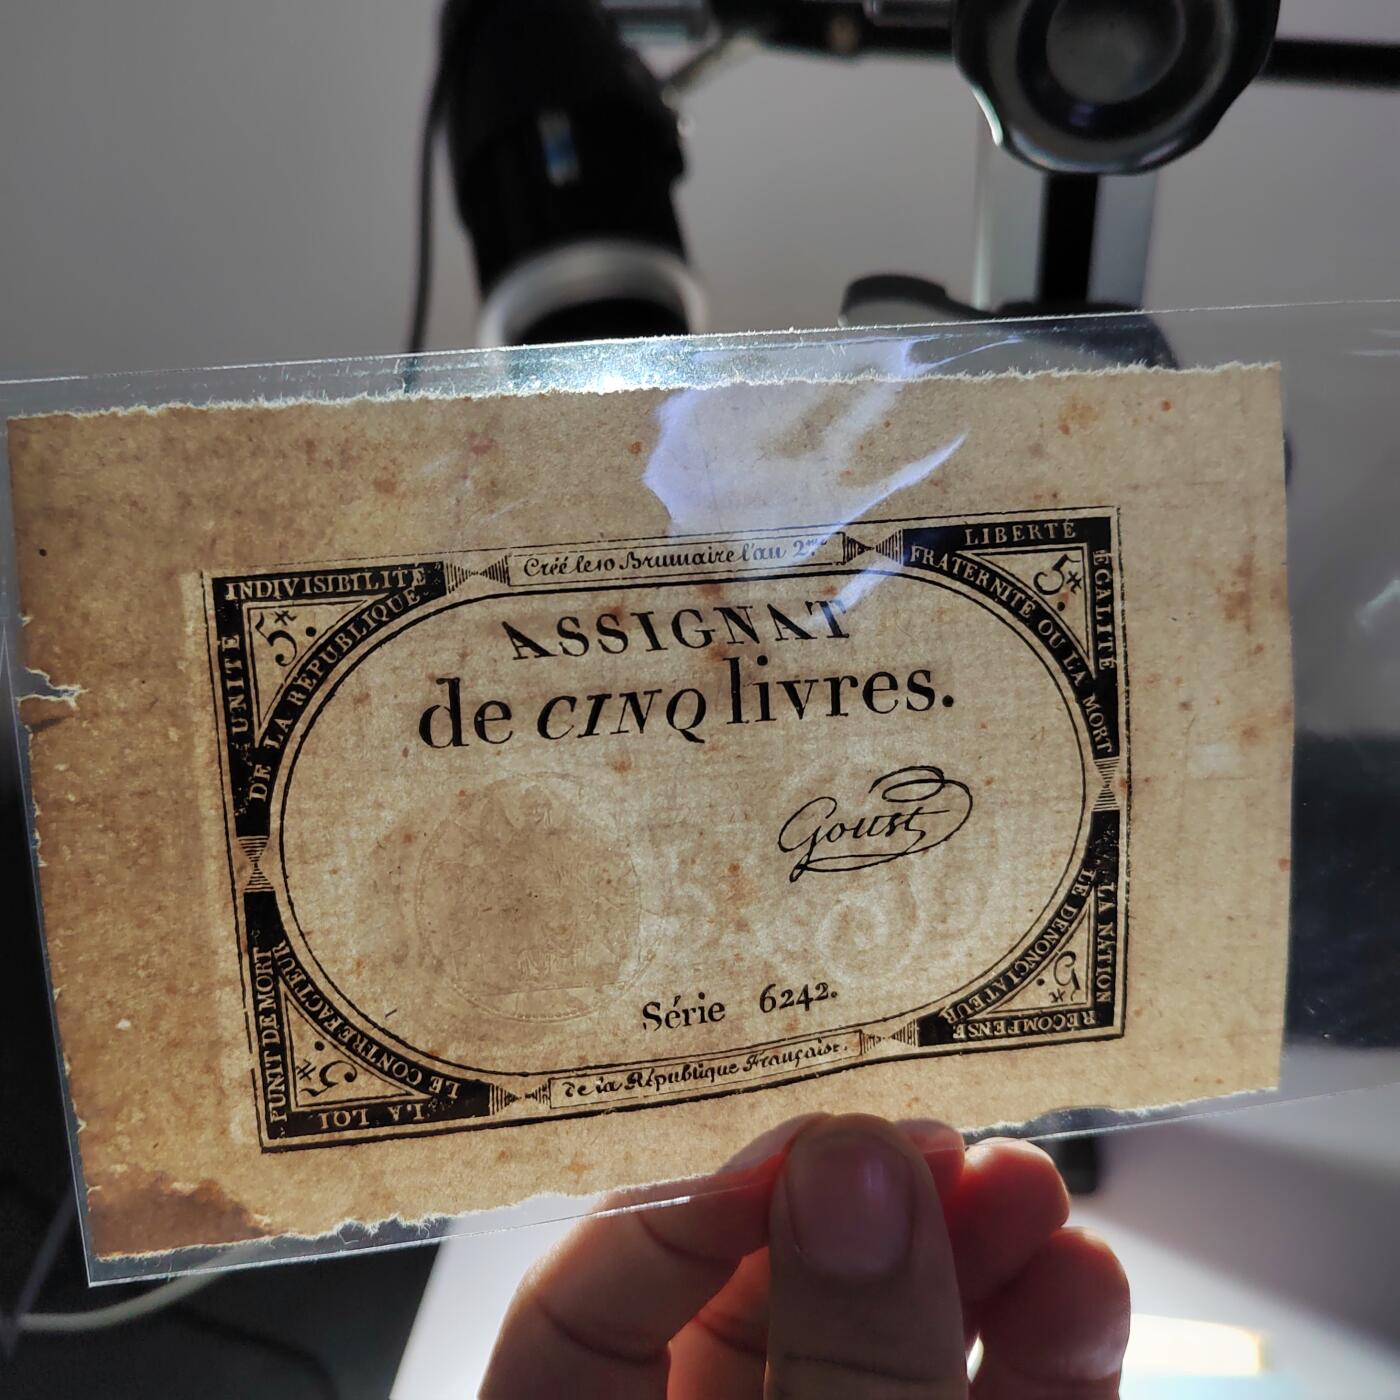 Créé le 10 Brumaire l'an 2.me
INDIVISIBILITÉ
UNITÉ
DE LA RÉPUBLIQUE
5#
LIBERTÉ
ÉGALITÉ
FRATERNITÉ OU LA MORT
5#
ASSIGNAT
de CINQ livres.
Goust
Série 6242.
PUNIT DE MORT
LE CONTREFACTEUR
LA LOI
5#
LA NATION
LE DÉNONCIATEUR
RÉCOMPENSE
5#
de la République Française.